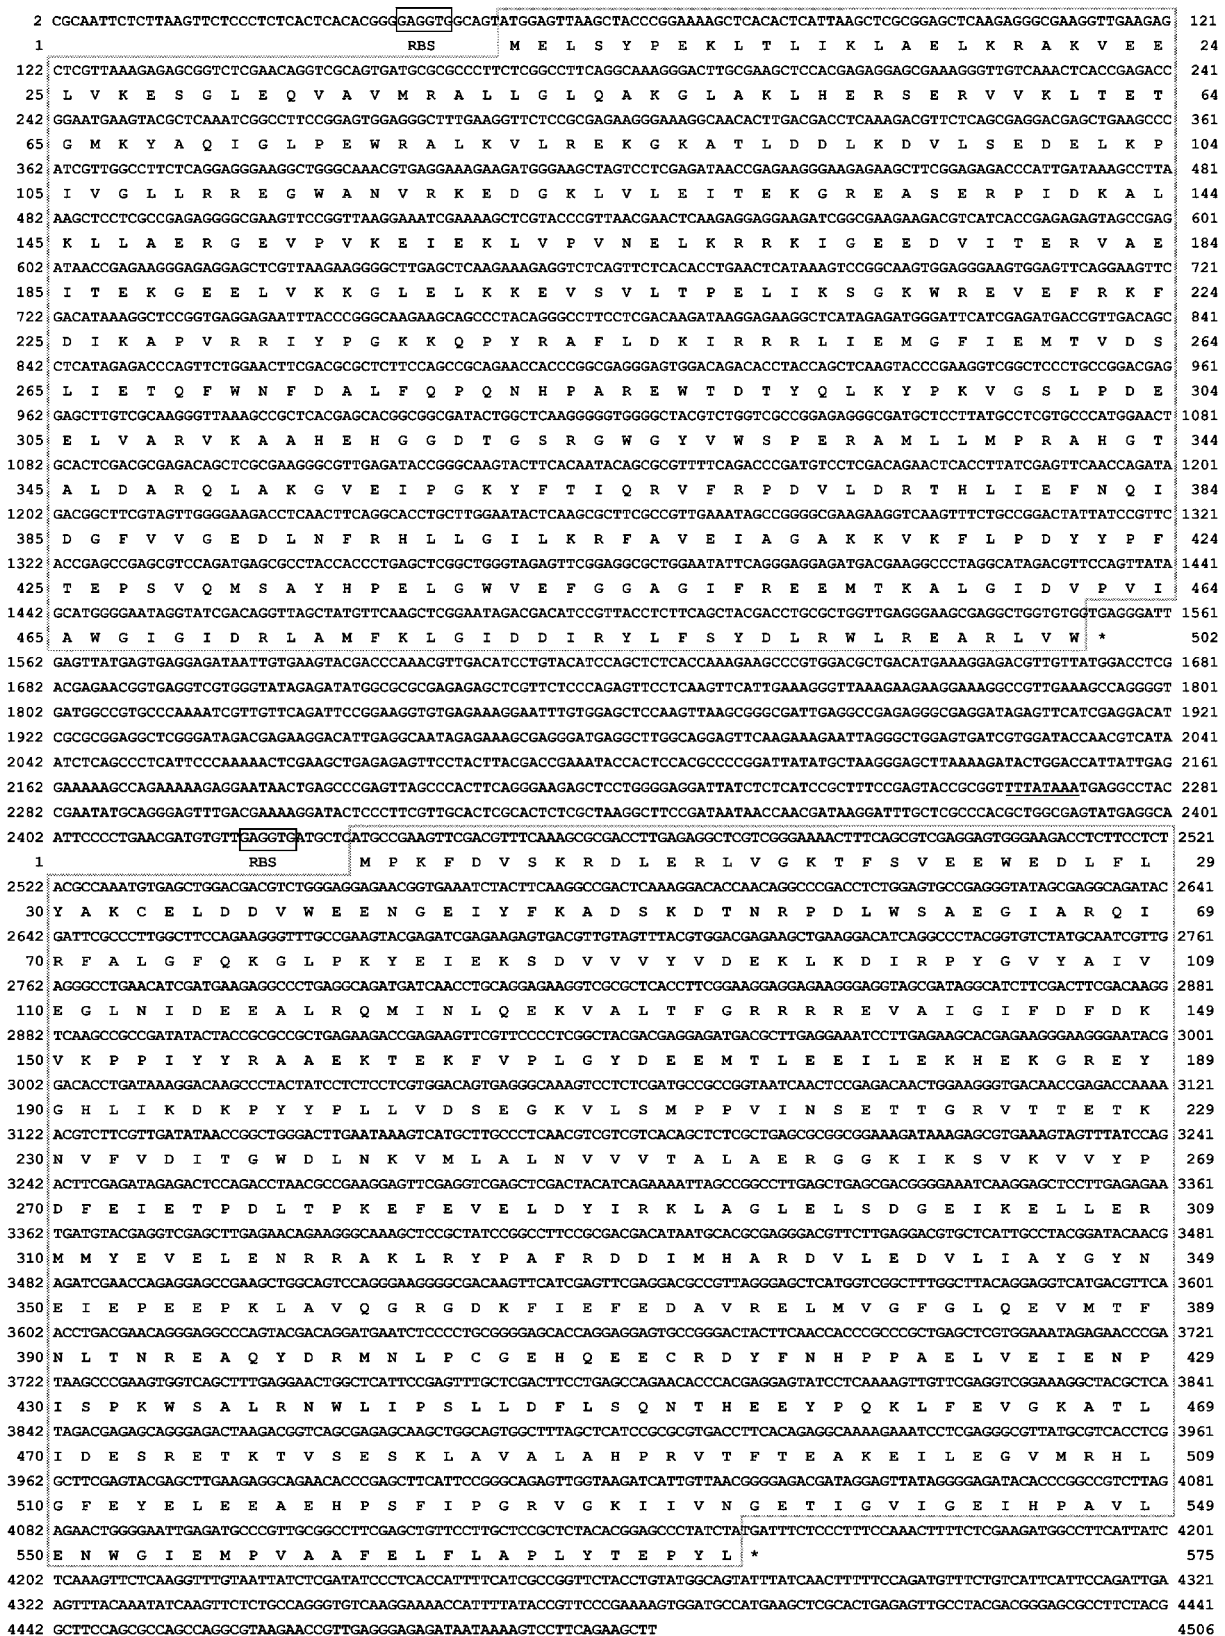 2 CGCAATTCTCTTAAGTTCTCCCTCTCACTCACACGGGGAGGTGGCAGTATGGAGTTAAGCTACCCGGAAAAGCTCACACTCATTAAGCTCGCGGAGCTCAAGAGGGCGAAGGTTGAAGAG 121
1 RBS M E L S Y P E K L T L I K L A E L K R A K V E E 24
122 CTCGTTAAAGAGAGCGGTCTCGAACAGGTCGCAGTGATGCGCGCCCTTCTCGGCCTTCAGGCAAAGGGACTTGCGAAGCTCCACGAGAGGAGCGAAAGGGTTGTCAAACTCACCGAGACC 241
25 L V K E S G L E Q V A V M R A L L G L Q A K G L A K L H E R S E R V V K L T E T 64
242 GGAATGAAGTACGCTCAAATCGGCCTTCCGGAGTGGAGGGCTTTGAAGGTTCTCCGCGAGAAGGGAAAGGCAACACTTGACGACCTCAAAGACGTTCTCAGCGAGGACGAGCTGAAGCCC 361
65 G M K Y A Q I G L P E W R A L K V L R E K G K A T L D D L K D V L S E D E L K P 104
362 ATCGTTGGCCTTCTCAGGAGGGAAGGCTGGGCAAACGTGAGGAAAGAAGATGGGAAGCTAGTCCTCGAGATAACCGAGAAGGGAAGAGAAGCTTCGGAGAGACCCATTGATAAAGCCTTA 481
105 I V G L L R R E G W A N V R K E D G K L V L E I T E K G R E A S E R P I D K A L 144
482 AAGCTCCTCGCCGAGAGGGGCGAAGTTCCGGTTAAGGAAATCGAAAAGCTCGTACCCGTTAACGAACTCAAGAGGAGGAAGATCGGCGAAGAAGACGTCATCACCGAGAGAGTAGCCGAG 601
145 K L L A E R G E V P V K E I E K L V P V N E L K R R K I G E E D V I T E R V A E 184
602 ATAACCGAGAAGGGAGAGGAGCTCGTTAAGAAGGGGCTTGAGCTCAAGAAAGAGGTCTCAGTTCTCACACCTGAACTCATAAAGTCCGGCAAGTGGAGGGAAGTGGAGTTCAGGAAGTTC 721
185 I T E K G E E L V K K G L E L K K E V S V L T P E L I K S G K W R E V E F R K F 224
722 GACATAAAGGCTCCGGTGAGGAGAATTTACCCGGGCAAGAAGCAGCCCTACAGGGCCTTCCTCGACAAGATAAGGAGAAGGCTCATAGAGATGGGATTCATCGAGATGACCGTTGACAGC 841
225 D I K A P V R R I Y P G K K Q P Y R A F L D K I R R R L I E M G F I E M T V D S 264
842 CTCATAGAGACCCAGTTCTGGAACTTCGACGCGCTCTTCCAGCCGCAGAACCACCCGGCGAGGGAGTGGACAGACACCTACCAGCTCAAGTACCCGAAGGTCGGCTCCCTGCCGGACGAG 961
265 L I E T Q F W N F D A L F Q P Q N H P A R E W T D T Y Q L K Y P K V G S L P D E 304
962 GAGCTTGTCGCAAGGGTTAAAGCCGCTCACGAGCACGGCGGCGATACTGGCTCAAGGGGGTGGGGCTACGTCTGGTCGCCGGAGAGGGCGATGCTCCTTATGCCTCGTGCCCATGGAACT 1081
305 E L V A R V K A A H E H G G D T G S R G W G Y V W S P E R A M L L M P R A H G T 344
1082 GCACTCGACGCGAGACAGCTCGCGAAGGGCGTTGAGATACCGGGCAAGTACTTCACAATACAGCGCGTTTTCAGACCCGATGTCCTCGACAGAACTCACCTTATCGAGTTCAACCAGATA 1201
345 A L D A R Q L A K G V E I P G K Y F T I Q R V F R P D V L D R T H L I E F N Q I 384
1202 GACGGCTTCGTAGTTGGGGAAGACCTCAACTTCAGGCACCTGCTTGGAATACTCAAGCGCTTCGCCGTTGAAATAGCCGGGGCGAAGAAGGTCAAGTTTCTGCCGGACTATTATCCGTTC 1321
385 D G F V V G E D L N F R H L L G I L K R F A V E I A G A K K V K F L P D Y Y P F 424
1322 ACCGAGCCGAGCGTCCAGATGAGCGCCTACCACCCTGAGCTCGGCTGGGTAGAGTTCGGAGGCGCTGGAATATTCAGGGAGGAGATGACGAAGGCCCTAGGCATAGACGTTCCAGTTATA 1441
425 T E P S V Q M S A Y H P E L G W V E F G G A G I F R E E M T K A L G I D V P V I 464
1442 GCATGGGGAATAGGTATCGACAGGTTAGCTATGTTCAAGCTCGGAATAGACGACATCCGTTACCTCTTCAGCTACGACCTGCGCTGGTTGAGGGAAGCGAGGCTGGTGTGGTGAGGGATT 1561
465 A W G I G I D R L A M F K L G I D D I R Y L F S Y D L R W L R E A R L V W * 502
1562 GAGTTATGAGTGAGGAGATAATTGTGAAGTACGACCCAAACGTTGACATCCTGTACATCCAGCTCTCACCAAAGAAGCCCGTGGACGCTGACATGAAAGGAGACGTTGTTATGGACCTCG 1681
1682 ACGAGAACGGTGAGGTCGTGGGTATAGAGATATGGCGCGCGAGAGAGCTCGTTCTCCCAGAGTTCCTCAAGTTCATTGAAAGGGTTAAAGAAGAAGGAAAGGCCGTTGAAAGCCAGGGGT 1801
1802 GATGGCCGTGCCCAAAATCGTTGTTCAGATTCCGGAAGGTGTGAGAAAGGAATTTGTGGAGCTCCAAGTTAAGCGGGCGATTGAGGCCGAGAGGGCGAGGATAGAGTTCATCGAGGACAT 1921
1922 CGCGCGGAGGCTCGGGATAGACGAGAAGGACATTGAGGCAATAGAGAAAGCGAGGGATGAGGCTTGGCAGGAGTTCAAGAAAGAATTAGGGCTGGAGTGATCGTGGATACCAACGTCATA 2041
2042 ATCTCAGCCCTCATTCCCAAAAACTCGAAGCTGAGAGAGTTCCTACTTACGACCGAAATACCACTCCACGCCCCGGATTATATGCTAAGGGAGCTTAAAAGATACTGGACCATTATTGAG 2161
2162 GAAAAAGCCAGAAAAAGAGGAATAACTGAGCCCGAGTTAGCCCACTTCAGGGAAGAGCTCCTGGGGAGGATAATCTCTCATCCGCTTTCCGAGTACCGCGGTTTTATAAATGAGGCCTAC 2281
2282 CGAATATGCAGGGAGTTTGACGAAAAGGATACTCCCTTCGTTGCACTCGCACTCTCGCTAAGGCTTCCGATAATAACCAACGATAAGGATTTGCTCGCCCACGCTGGCGAGTATGAGGCA 2401
2402 ATTCCCCTGAACGATGTGTTTGAGGTGATGCTCATGCCGAAGTTCGACGTTTCAAAGCGCGACCTTGAGAGGCTCGTCGGGAAAACTTTCAGCGTCGAGGAGTGGGAAGACCTCTTCCTCT 2521
1 RBS M P K F D V S K R D L E R L V G K T F S V E E W E D L F L 29
2522 ACGCCAAATGTGAGCTGGACGACGTCTGGGAGGAGAACGGTGAAATCTACTTCAAGGCCGACTCAAAGGACACCAACAGGCCCGACCTCTGGAGTGCCGAGGGTATAGCGAGGCAGATAC 2641
30 Y A K C E L D D V W E E N G E I Y F K A D S K D T N R P D L W S A E G I A R Q I 69
2642 GATTCGCCCTTGGCTTCCAGAAGGGTTTGCCGAAGTACGAGATCGAGAAGAGTGACGTTGTAGTTTACGTGGACGAGAAGCTGAAGGACATCAGGCCCTACGGTGTCTATGCAATCGTTG 2761
70 R F A L G F Q K G L P K Y E I E K S D V V V Y V D E K L K D I R P Y G V Y A I V 109
2762 AGGGCCTGAACATCGATGAAGAGGCCCTGAGGCAGATGATCAACCTGCAGGAGAAGGTCGCGCTCACCTTCGGAAGGAGGAGAAGGGAGGTAGCGATAGGCATCTTCGACTTCGACAAGG 2881
110 E G L N I D E E A L R Q M I N L Q E K V A L T F G R R R R E V A I G I F D F D K 149
2882 TCAAGCCGCCGATATACTACCGCGCCGCTGAGAAGACCGAGAAGTTCGTTCCCCTCGGCTACGACGAGGAGATGACGCTTGAGGAAATCCTTGAGAAGCACGAGAAGGGAAGGGAATACG 3001
150 V K P P I Y Y R A A E K T E K F V P L G Y D E E M T L E E I L E K H E K G R E Y 189
3002 GACACCTGATAAAGGACAAGCCCTACTATCCTCTCCTCGTGGACAGTGAGGGCAAAGTCCTCTCGATGCCGCCGGTAATCAACTCCGAGACAACTGGAAGGGTGACAACCGAGACCAAAA 3121
190 G H L I K D K P Y Y P L L V D S E G K V L S M P P V I N S E T T G R V T T E T K 229
3122 ACGTCTTCGTTGATATAACCGGCTGGGACTTGAATAAAGTCATGCTTGCCCTCAACGTCGTCGTCACAGCTCTCGCTGAGCGCGGCGGAAAGATAAAGAGCGTGAAAGTAGTTTATCCAG 3241
230 N V F V D I T G W D L N K V M L A L N V V V T A L A E R G G K I K S V K V V Y P 269
3242 ACTTCGAGATAGAGACTCCAGACCTAACGCCGAAGGAGTTCGAGGTCGAGCTCGACTACATCAGAAAATTAGCCGGCCTTGAGCTGAGCGACGGGGAAATCAAGGAGCTCCTTGAGAGAA 3361
270 D F E I E T P D L T P K E F E V E L D Y I R K L A G L E L S D G E I K E L L E R 309
3362 TGATGTACGAGGTCGAGCTTGAGAACAGAAGGGCAAAGCTCCGCTATCCGGCCTTCCGCGACGACATAATGCACGCGAGGGACGTTCTTGAGGACGTGCTCATTGCCTACGGATACAACG 3481
310 M M Y E V E L E N R R A K L R Y P A F R D D I M H A R D V L E D V L I A Y G Y N 349
3482 AGATCGAACCAGAGGAGCCGAAGCTGGCAGTCCAGGGAAGGGGCGACAAGTTCATCGAGTTCGAGGACGCCGTTAGGGAGCTCATGGTCGGCTTTGGCTTACAGGAGGTCATGACGTTCA 3601
350 E I E P E E P K L A V Q G R G D K F I E F E D A V R E L M V G F G L Q E V M T F 389
3602 ACCTGACGAACAGGGAGGCCCAGTACGACAGGATGAATCTCCCCTGCGGGGAGCACCAGGAGGAGTGCCGGGACTACTTCAACCACCCGCCCGCTGAGCTCGTGGAAATAGAGAACCCGA 3721
390 N L T N R E A Q Y D R M N L P C G E H Q E E C R D Y F N H P P A E L V E I E N P 429
3722 TAAGCCCGAAGTGGTCAGCTTTGAGGAACTGGCTCATTCCGAGTTTGCTCGACTTCCTGAGCCAGAACACCCACGAGGAGTATCCTCAAAAGTTGTTCGAGGTCGGAAAGGCTACGCTCA 3841
430 I S P K W S A L R N W L I P S L L D F L S Q N T H E E Y P Q K L F E V G K A T L 469
3842 TAGACGAGAGCAGGGAGACTAAGACGGTCAGCGAGAGCAAGCTGGCAGTGGCTTTAGCTCATCCGCGCGTGACCTTCACAGAGGCAAAAGAAATCCTCGAGGGCGTTATGCGTCACCTCG 3961
470 I D E S R E T K T V S E S K L A V A L A H P R V T F T E A K E I L E G V M R H L 509
3962 GCTTCGAGTACGAGCTTGAAGAGGCAGAACACCCGAGCTTCATTCCGGGCAGAGTTGGTAAGATCATTGTTAACGGGGAGACGATAGGAGTTATAGGGGAGATACACCCGGCCGTCTTAG 4081
510 G F E Y E L E E A E H P S F I P G R V G K I I V N G E T I G V I G E I H P A V L 549
4082 AGAACTGGGGAATTGAGATGCCCGTTGCGGCCTTCGAGCTGTTCCTTGCTCCGCTCTACACGGAGCCCTATCTATGATTTCTCCCTTTCCAAACTTTTCTCGAAGATGGCCTTCATTATC 4201
550 E N W G I E M P V A A F E L F L A P L Y T E P Y L * 575
4202 TCAAAGTTCTCAAGGTTTGTAATTATCTCGATATCCCTCACCATTTTCATCGCCGGTTCTACCTGTATGGCAGTATTTATCAACTTTTTCCAGATGTTTCTGTCATTCATTCCAGATTGA 4321
4322 AGTTTACAAATATCAAGTTCTCTGCCAGGGTGTCAAGGAAAACCATTTTATACCGTTCCCGAAAAGTGGATGCCATGAAGCTCGCACTGAGAGTTGCCTACGACGGGAGCGCCTTCTACG 4441
4442 GCTTCCAGCGCCAGCCAGGCGTAAGAACCGTTGAGGGAGAGATAATAAAAGTCCTTCAGAAGCTT 4506